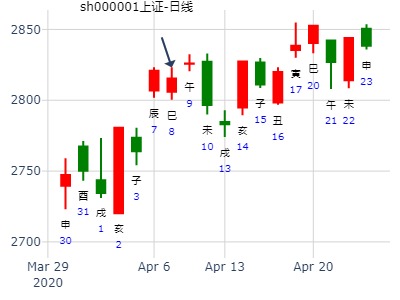 sh000001上证-日线
2850
2800
2750
2700
申
30
酉
31
戌
1
亥
2
子
3
辰
7
巳
8
午
9
未
10
戌
13
亥
14
子
15
丑
16
寅
17
巳
20
午
21
未
22
申
23
Mar 29
2020
Apr 6
Apr 13
Apr 20